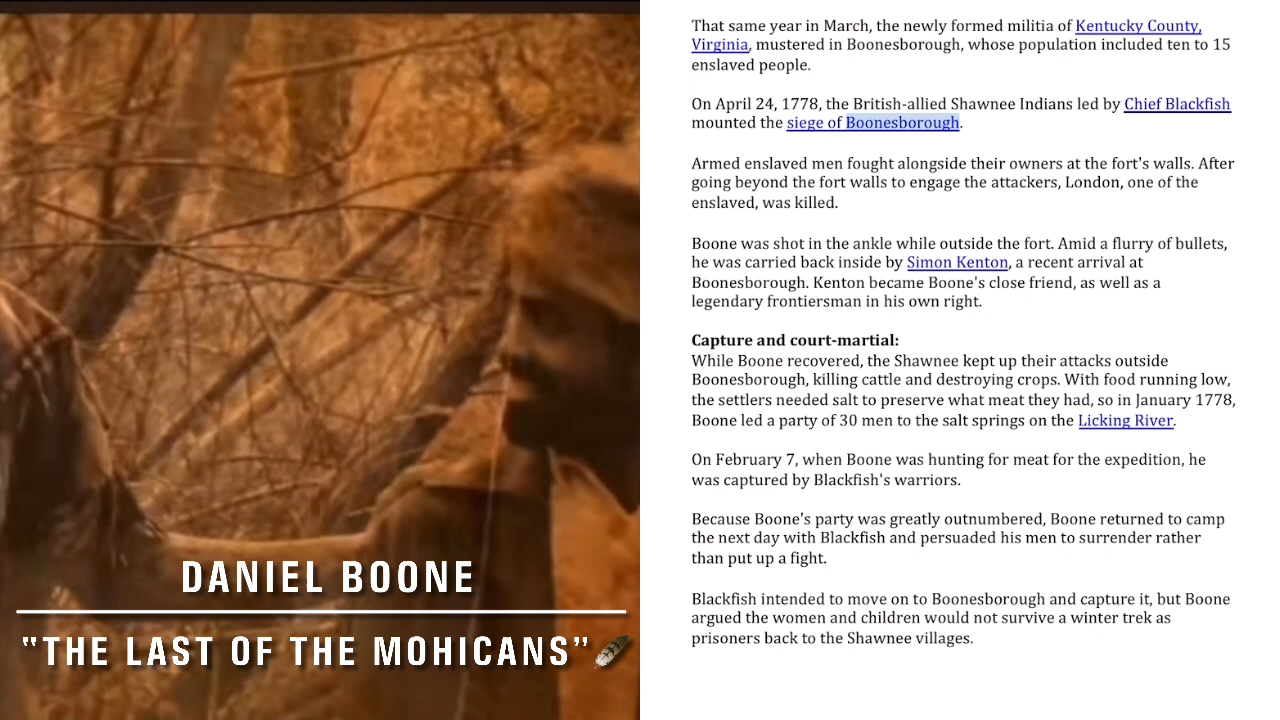 DANIEL BOONE
"THE LAST OF THE MOHICANS"
That same year in March, the newly formed militia of Kentucky County,
Virginia, mustered in Boonesborough, whose population included ten to 15
enslaved people.
On April 24, 1778, the British-allied Shawnee Indians led by Chief Blackfish
mounted the siege of Boonesborough.
Armed enslaved men fought alongside their owners at the fort's walls. After
going beyond the fort walls to engage the attackers, London, one of the
enslaved, was killed.
Boone was shot in the ankle while outside the fort. Amid a flurry of bullets,
he was carried back inside by Simon Kenton, a recent arrival at
Boonesborough. Kenton became Boone's close friend, as well as a
legendary frontiersman in his own right.
Capture and court-martial:
While Boone recovered, the Shawnee kept up their attacks outside
Boonesborough, killing cattle and destroying crops. With food running low,
the settlers needed salt to preserve what meat they had, so in January 1778,
Boone led a party of 30 men to the salt springs on the Licking River.
On February 7, when Boone was hunting for meat for the expedition, he
was captured by Blackfish's warriors.
Because Boone's party was greatly outnumbered, Boone returned to camp
the next day with Blackfish and persuaded his men to surrender rather
than put up a fight.
Blackfish intended to move on to Boonesborough and capture it, but Boone
argued the women and children would not survive a winter trek as
prisoners back to the Shawnee villages.